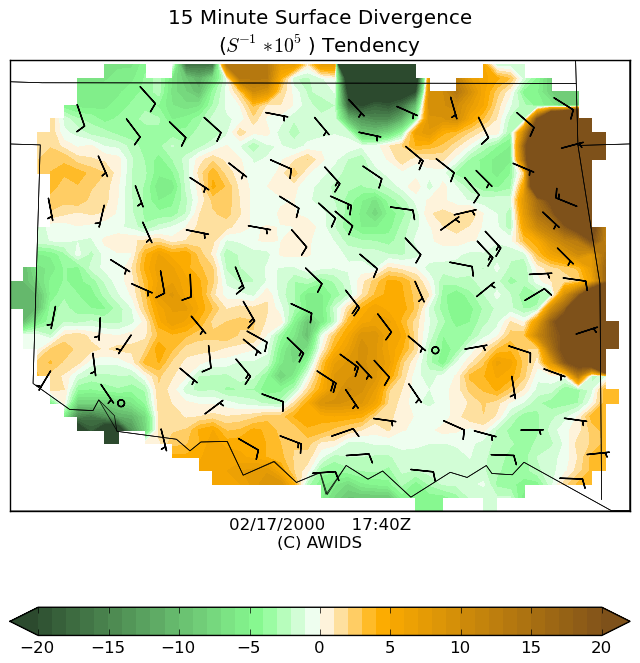 15 Minute Surface Divergence
(S⁻¹ *10⁵ ) Tendency
02/17/2000 17:40Z
(C) AWIDS
−20 −15 −10 −5 0 5 10 15 20